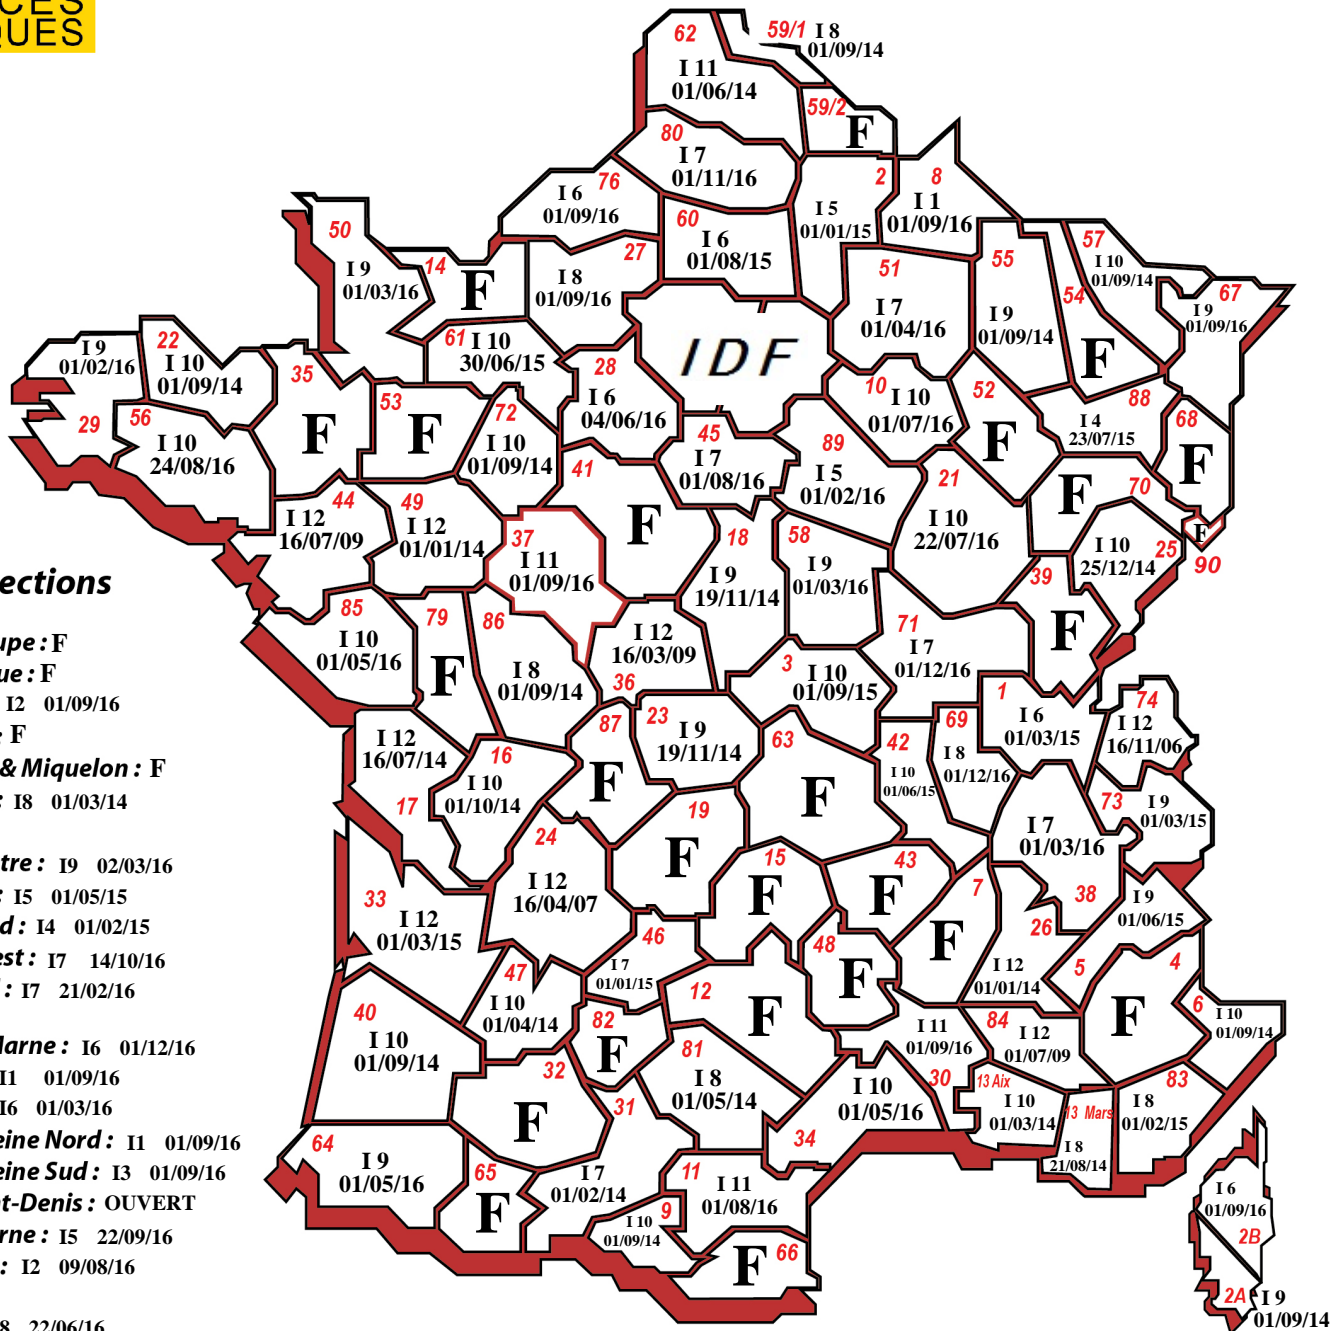 CES
QUES
62
I 11
01/06/14
59/1
I 8
01/09/14
59/2
F
80
I 7
01/11/16
76
I 6
01/09/16
60
I 6
01/08/15
2
I 5
01/01/15
8
I 1
01/09/16
50
I 9
01/03/16
14
F
27
I 8
01/09/16
51
I 7
01/04/16
55
I 9
01/09/14
54
F
57
I 10
01/09/14
67
I 9
01/09/16
61
I 10
30/06/15
IDF
28
I 6
04/06/16
10
I 10
01/07/16
52
F
88
I 4
23/07/15
68
F
I 9
01/02/16
29
22
I 10
01/09/14
35
F
56
I 10
24/08/16
53
F
72
I 10
01/09/14
41
F
45
I 7
01/08/16
89
I 5
01/02/16
21
I 10
22/07/16
70
F
F
90
44
I 12
16/07/09
49
I 12
01/01/14
37
I 11
01/09/16
18
I 9
19/11/14
58
I 9
01/03/16
39
F
I 10
25/12/14
25
ections
85
I 10
01/05/16
79
F
86
I 8
01/09/14
I 12
16/03/09
36
71
I 7
01/12/16
upe : F
que : F
I2 01/09/16
: F
& Miquelon : F
: I8 01/03/14
3
I 10
01/09/15
1
I 6
01/03/15
74
I 12
16/11/06
I 12
16/07/14
17
16
I 10
01/10/14
87
F
23
I 9
19/11/14
63
F
42
I 10
01/06/15
69
I 8
01/12/16
73
I 9
01/03/15
I 7
01/03/16
38
tre : I9 02/03/16
: I5 01/05/15
d : I4 01/02/15
est : I7 14/10/16
: I7 21/02/16
33
I 12
01/03/15
24
I 12
16/04/07
19
F
15
F
43
F
7
F
26
I 12
01/01/14
I 9
01/06/15
5
4
F
6
I 10
01/09/14
47
I 10
01/04/14
46
I 7
01/01/15
48
F
12
F
40
I 10
01/09/14
82
F
81
I 8
01/05/14
I 11
01/09/16
30
84
I 12
01/07/09
83
I 8
01/02/15
13 Aix
I 10
01/03/14
13 Mars
I 8
21/08/14
32
F
31
I 7
01/02/14
34
I 10
01/05/16
Marne : I6 01/12/16
I1 01/09/16
I6 01/03/16
eine Nord : I1 01/09/16
eine Sud : I3 01/09/16
nt-Denis : OUVERT
rne : I5 22/09/16
: I2 09/08/16
8 22/06/16
64
I 9
01/05/16
65
F
9
I 10
01/09/14
11
I 11
01/08/16
66
F
I 6
01/09/16
2B
2A
I 9
01/09/14